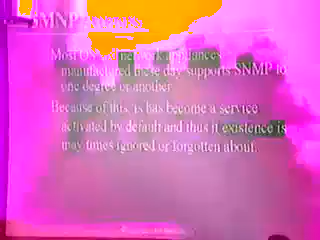 SMNP
Most OS and network appliances
manufactured these day supports SNMP to
one degree or another
Because of this is has become a service
activated by default and thus it existence is
may times ignored or forgotten about.